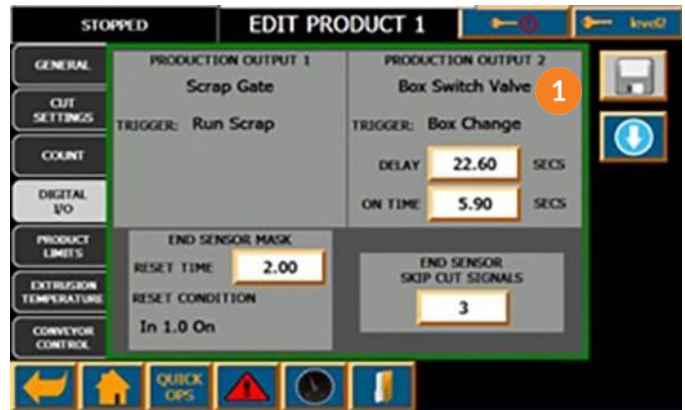 STOPPED
EDIT PRODUCT 1
level2
GENERAL
CUT
SETTINGS
COUNT
DIGITAL
I/O
PRODUCT
LIMITS
EXTRUSION
TEMPERATURE
CONVEYOR
CONTROL
PRODUCTION OUTPUT 1
Scrap Gate
TRIGGER: Run Scrap
PRODUCTION OUTPUT 2
Box Switch Valve
1
TRIGGER: Box Change
DELAY 22.60 SECS
ON TIME 5.90 SECS
END SENSOR MASK
RESET TIME 2.00
RESET CONDITION
In 1.0 On
END SENSOR
SKIP CUT SIGNALS
3
QUICK
OPS